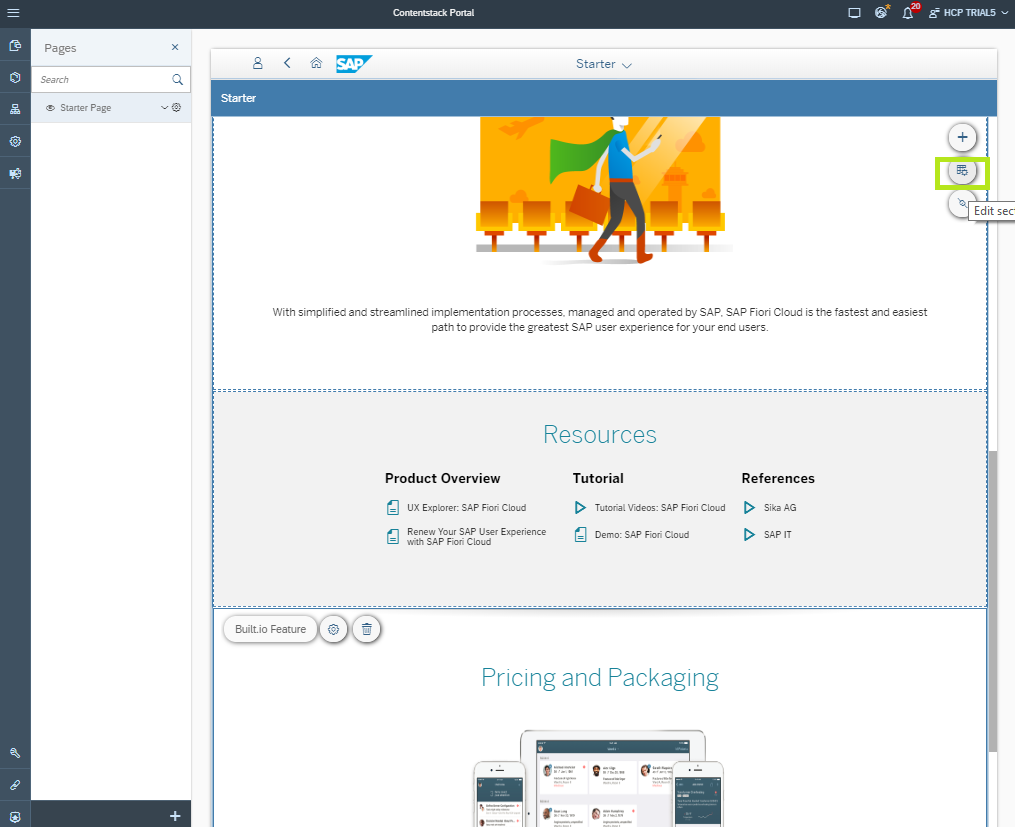 Contentstack Portal
20
HCP TRIAL5
Pages
Search
Starter Page
SAP
Starter
Starter
Edit sec
With simplified and streamlined implementation processes, managed and operated by SAP, SAP Fiori Cloud is the fastest and easiest
path to provide the greatest SAP user experience for your end users.
Resources
Product Overview
Tutorial
References
UX Explorer: SAP Fiori Cloud
Tutorial Videos: SAP Fiori Cloud
Sika AG
Renew Your SAP User Experience
with SAP Fiori Cloud
Demo: SAP Fiori Cloud
SAP IT
Built.io Feature
Pricing and Packaging